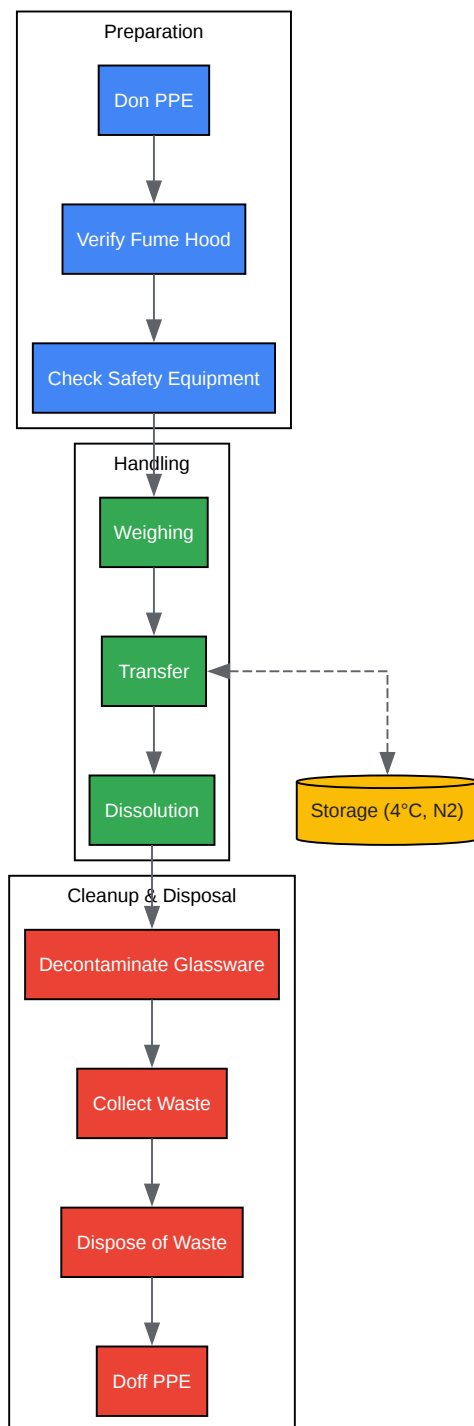 Preparation
Don PPE
Verify Fume Hood
Check Safety Equipment
Handling
Weighing
Transfer
Dissolution
Storage (4°C, N2)
Cleanup & Disposal
Decontaminate Glassware
Collect Waste
Dispose of Waste
Doff PPE